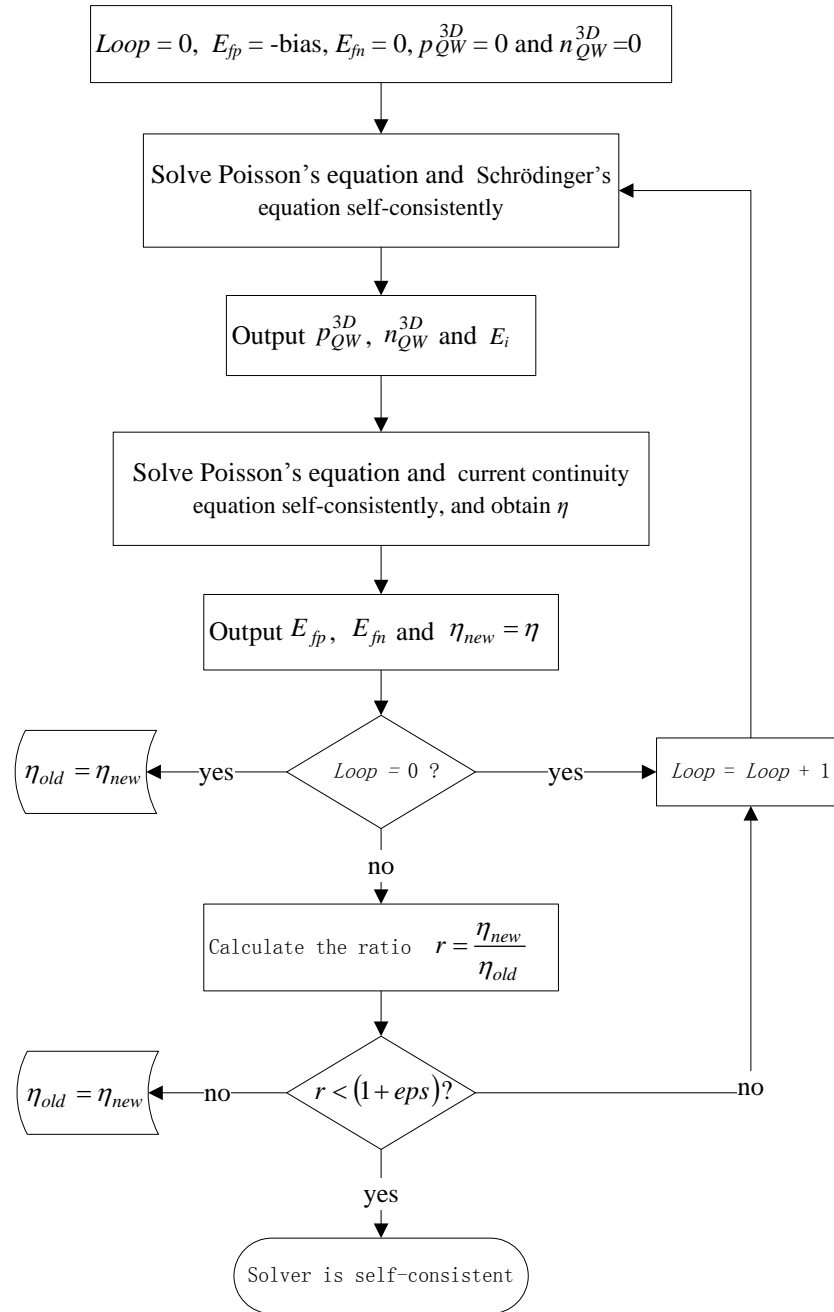 Loop = 0, E_fp = -bias, E_fn = 0, p_QW^3D = 0 and n_QW^3D =0
Solve Poisson’s equation and Schrödinger’s
equation self-consistently
Output p_QW^3D, n_QW^3D and E_i
Solve Poisson’s equation and current continuity
equation self-consistently, and obtain η
Output E_fp, E_fn and η_new = η
η_old = η_new
yes
Loop = 0 ?
yes
Loop = Loop + 1
no
Calculate the ratio r = η_new / η_old
η_old = η_new
no
r < (1 + eps)?
no
yes
Solver is self-consistent